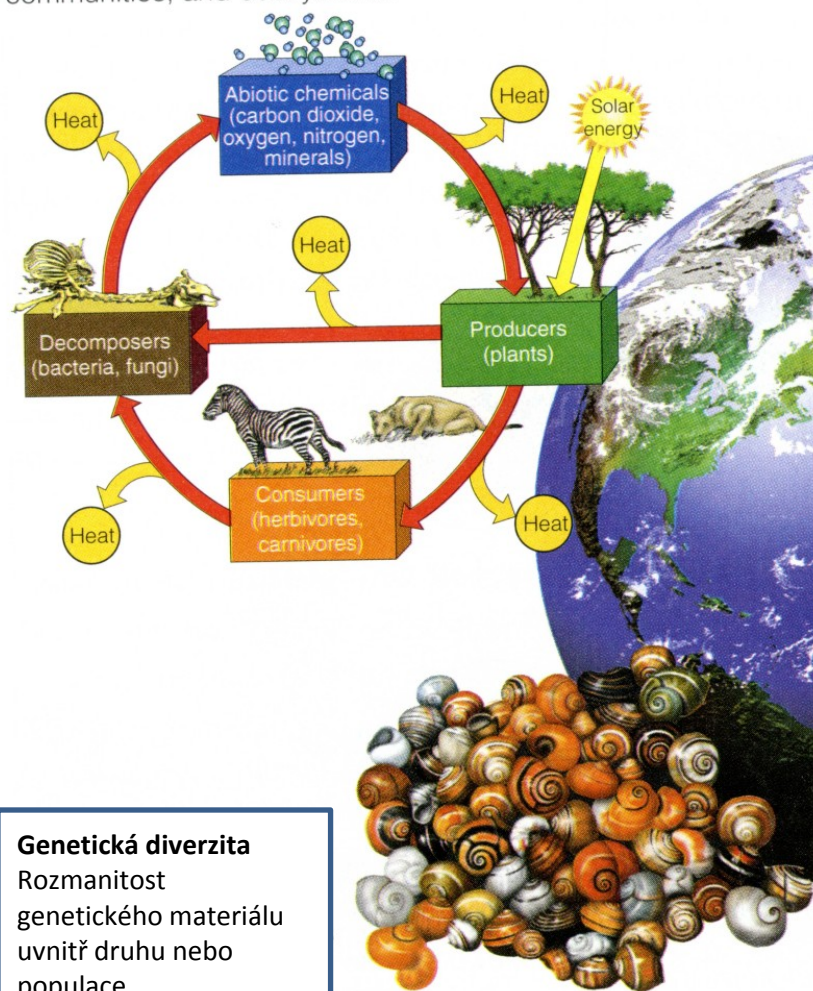 Abiotic chemicals
(carbon dioxide,
oxygen, nitrogen,
minerals)
Heat
Heat
Solar
energy
Heat
Decomposers
(bacteria, fungi)
Producers
(plants)
Consumers
(herbivores,
carnivores)
Heat
Heat
Genetická diverzita
Rozmanitost
genetického materiálu
uvnitř druhu nebo
populace